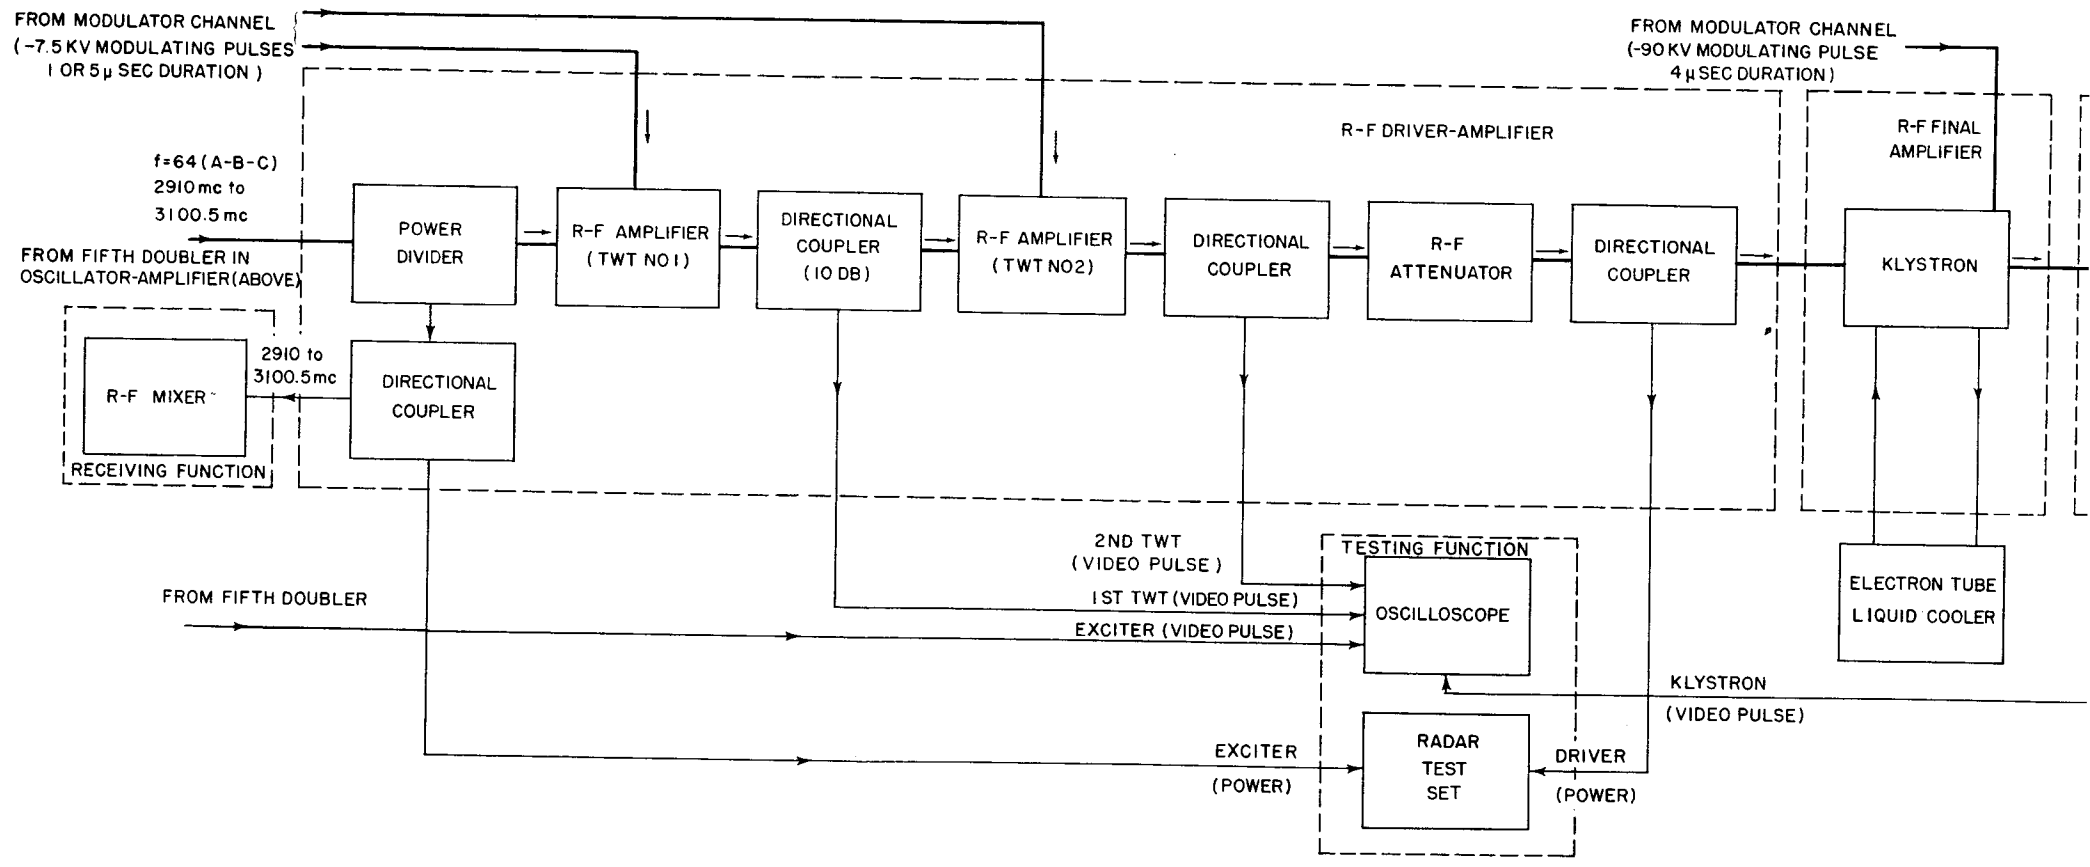 FROM MODULATOR CHANNEL
(-7.5 KV MODULATING PULSES
1 OR 5µ SEC DURATION)
FROM MODULATOR CHANNEL
(-90 KV MODULATING PULSE
4 µ SEC DURATION)
R-F DRIVER-AMPLIFIER
R-F FINAL
AMPLIFIER
f=64 (A-B-C)
2910 mc to
3100.5 mc
FROM FIFTH DOUBLER IN
OSCILLATOR-AMPLIFIER (ABOVE)
POWER
DIVIDER
R-F AMPLIFIER
(TWT NO 1)
DIRECTIONAL
COUPLER
(10 DB)
R-F AMPLIFIER
(TWT NO 2)
DIRECTIONAL
COUPLER
R-F
ATTENUATOR
DIRECTIONAL
COUPLER
KLYSTRON
R-F MIXER
RECEIVING FUNCTION
2910 to
3100.5 mc
DIRECTIONAL
COUPLER
2ND TWT
(VIDEO PULSE)
1ST TWT (VIDEO PULSE)
FROM FIFTH DOUBLER
EXCITER (VIDEO PULSE)
TESTING FUNCTION
OSCILLOSCOPE
ELECTRON TUBE
LIQUID COOLER
KLYSTRON
(VIDEO PULSE)
EXCITER
(POWER)
RADAR
TEST
SET
DRIVER
(POWER)